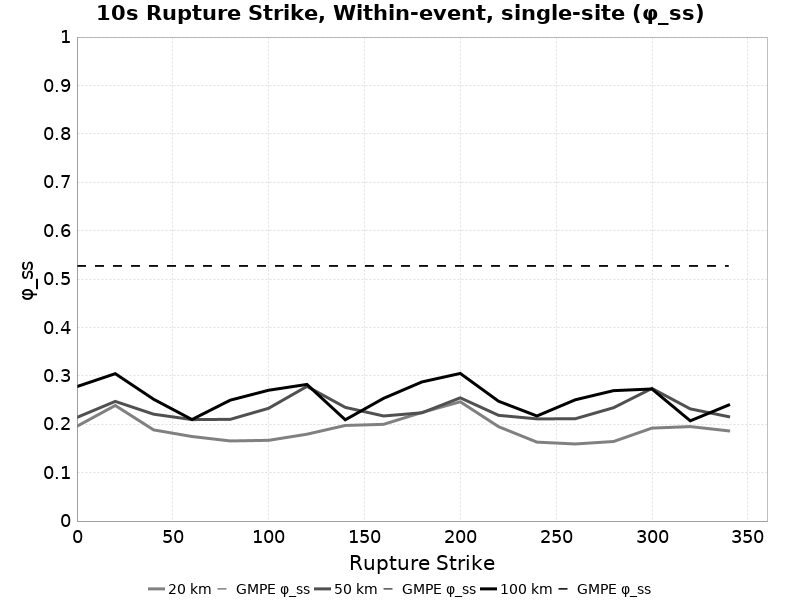 10s Rupture Strike, Within-event, single-site (φ_ss)
1
0.9
0.8
0.7
0.6
0.5
0.4
0.3
0.2
0.1
0
φ_ss
0 50 100 150 200 250 300 350
Rupture Strike
20 km GMPE φ_ss 50 km GMPE φ_ss 100 km GMPE φ_ss